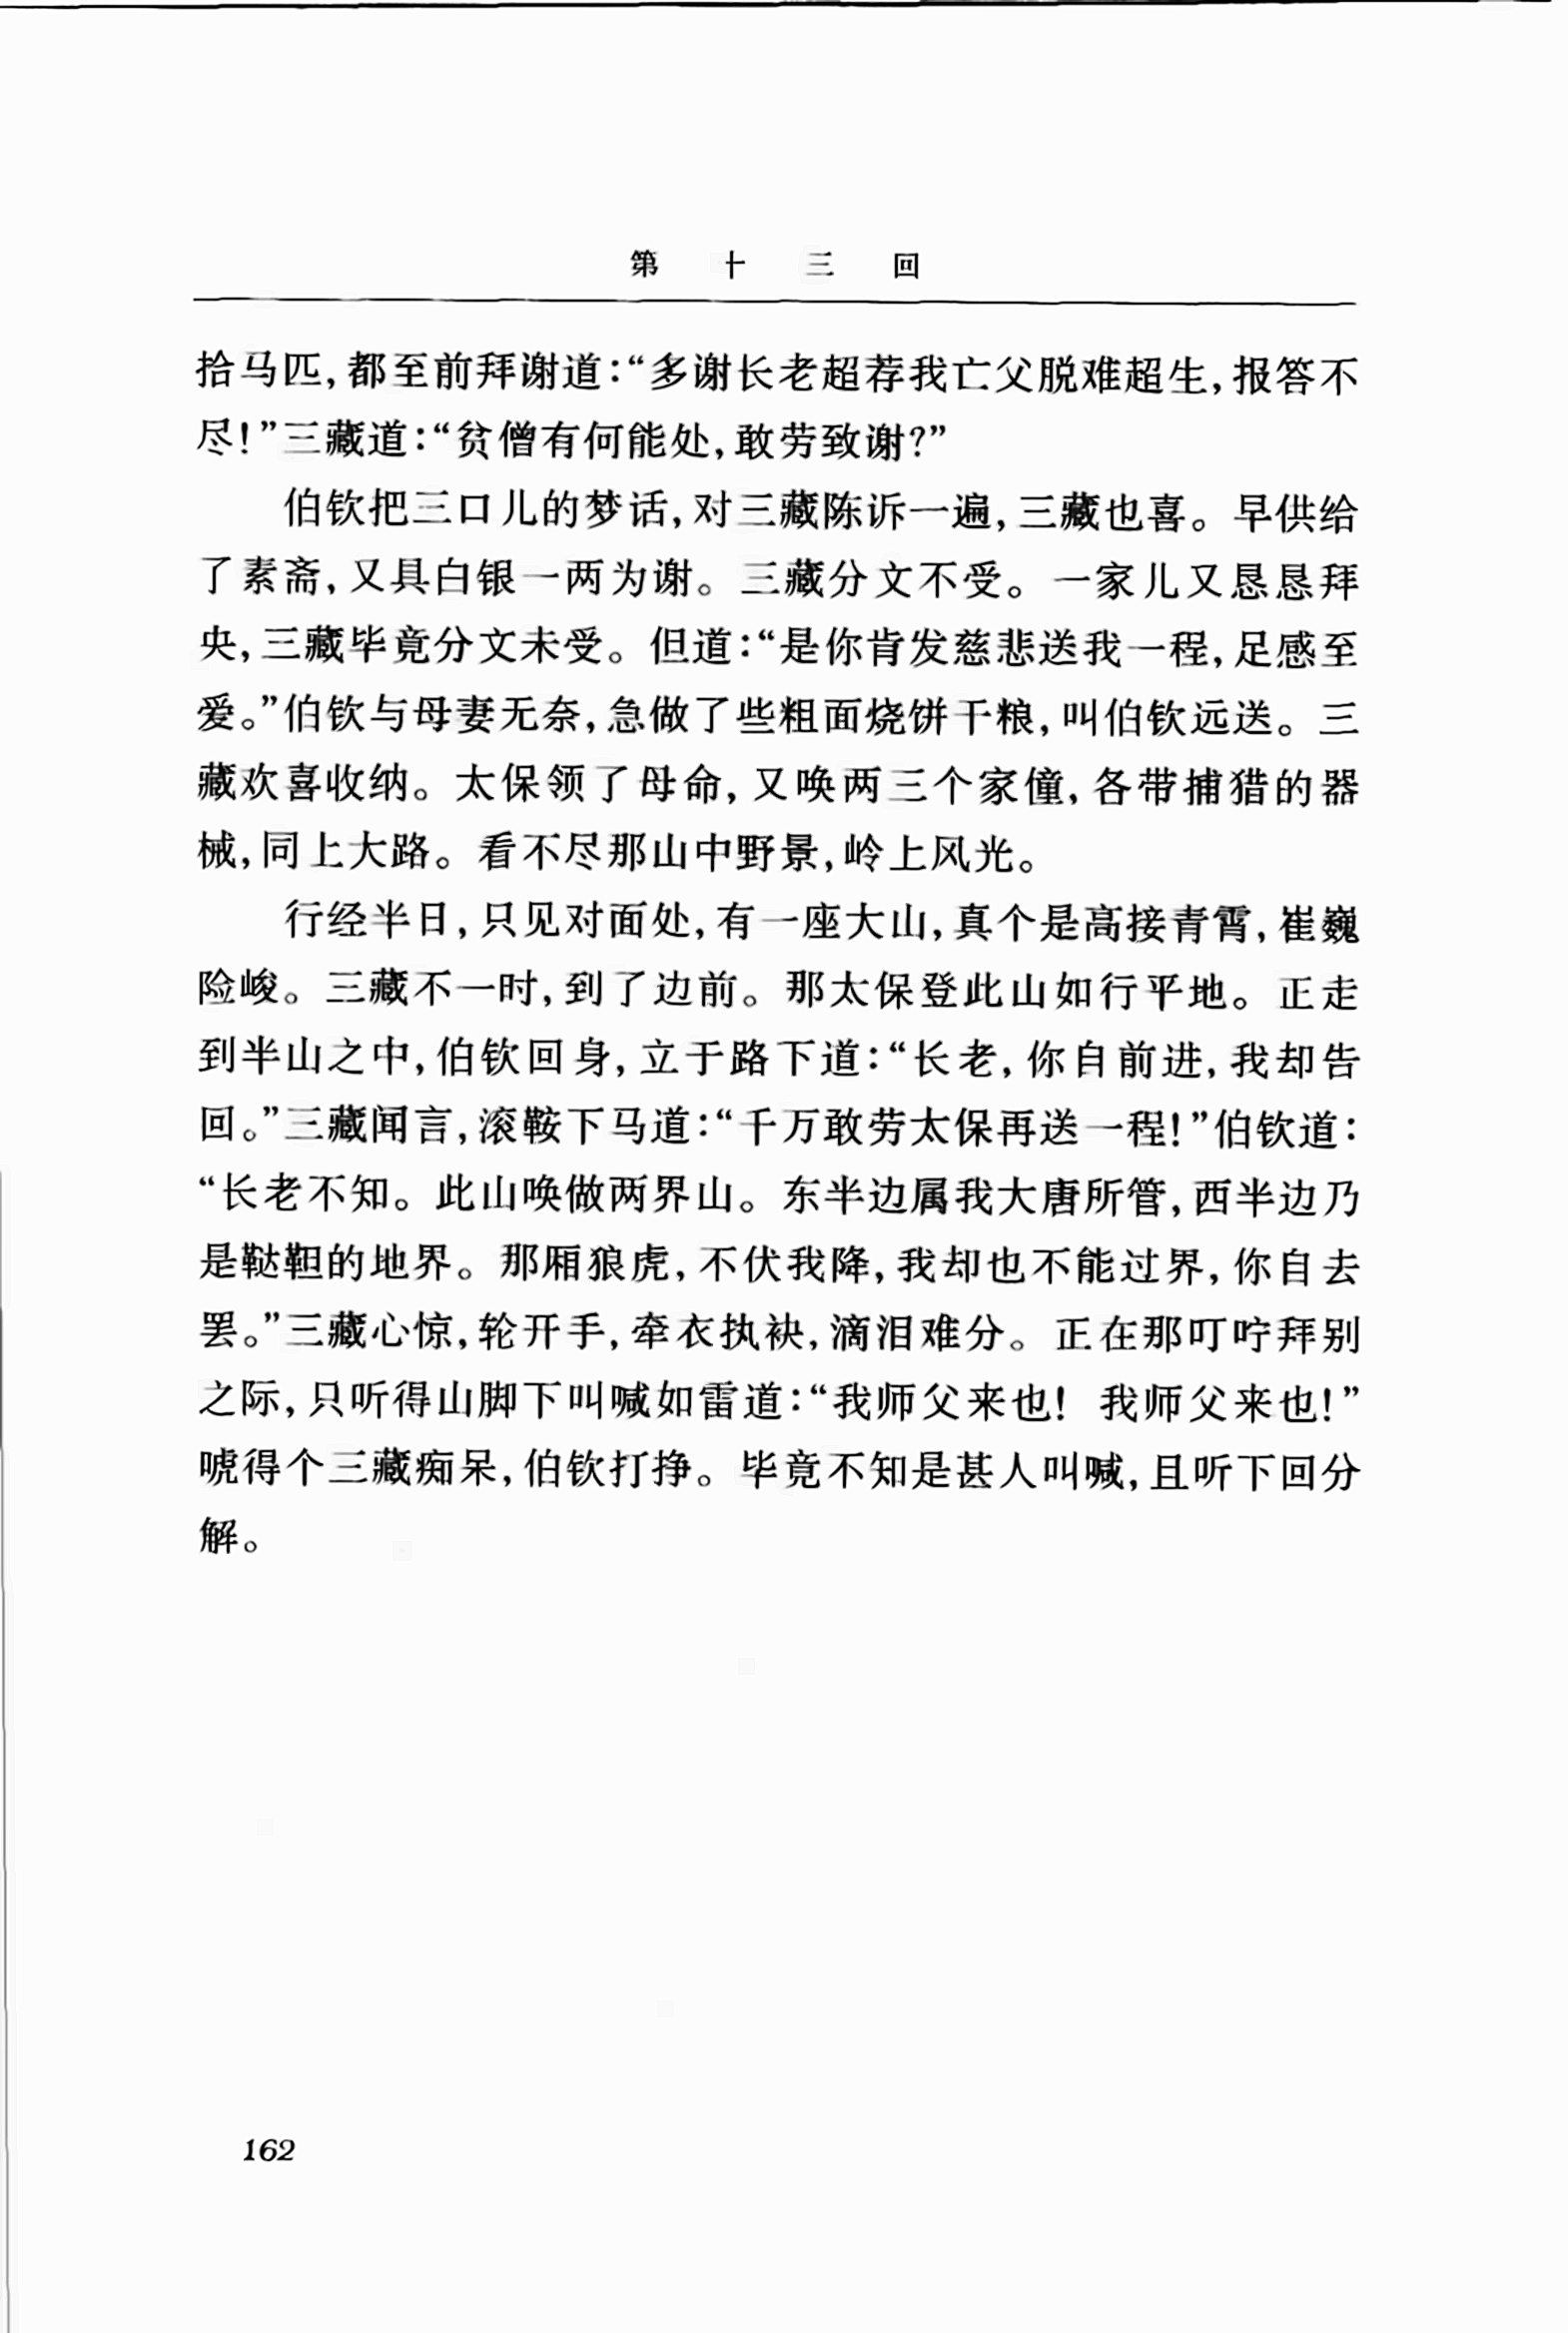 第十三回
拾马匹,都至前拜谢道:“多谢长老超荐我亡父脱难超生,报答不
尽!”三藏道:“贫僧有何能处,敢劳致谢?”
伯钦把三口儿的梦话,对三藏陈诉一遍,三藏也喜。早供给
了素斋,又具白银一两为谢。三藏分文不受。一家儿又恳恳拜
央,三藏毕竟分文未受。但道:“是你肯发慈悲送我一程,足感至
爱。”伯钦与母妻无奈,急做了些粗面烧饼干粮,叫伯钦远送。三
藏欢喜收纳。太保领了母命,又唤两三个家僮,各带捕猎的器
械,同上大路。看不尽那山中野景,岭上风光。
行经半日,只见对面处,有一座大山,真个是高接青霄,崔巍
险峻。三藏不一时,到了边前。那太保登此山如行平地。正走
到半山之中,伯钦回身,立于路下道:“长老,你自前进,我却告
回。”三藏闻言,滚鞍下马道:“千万敢劳太保再送一程!”伯钦道:
“长老不知。此山唤做两界山。东半边属我大唐所管,西半边乃
是鞑靼的地界。那厢狼虎,不伏我降,我却也不能过界,你自去
罢。”三藏心惊,轮开手,牵衣执袂,滴泪难分。正在那叮咛拜别
之际,只听得山脚下叫喊如雷道:“我师父来也! 我师父来也!”
唬得个三藏痴呆,伯钦打挣。毕竟不知是甚人叫喊,且听下回分
解。
162